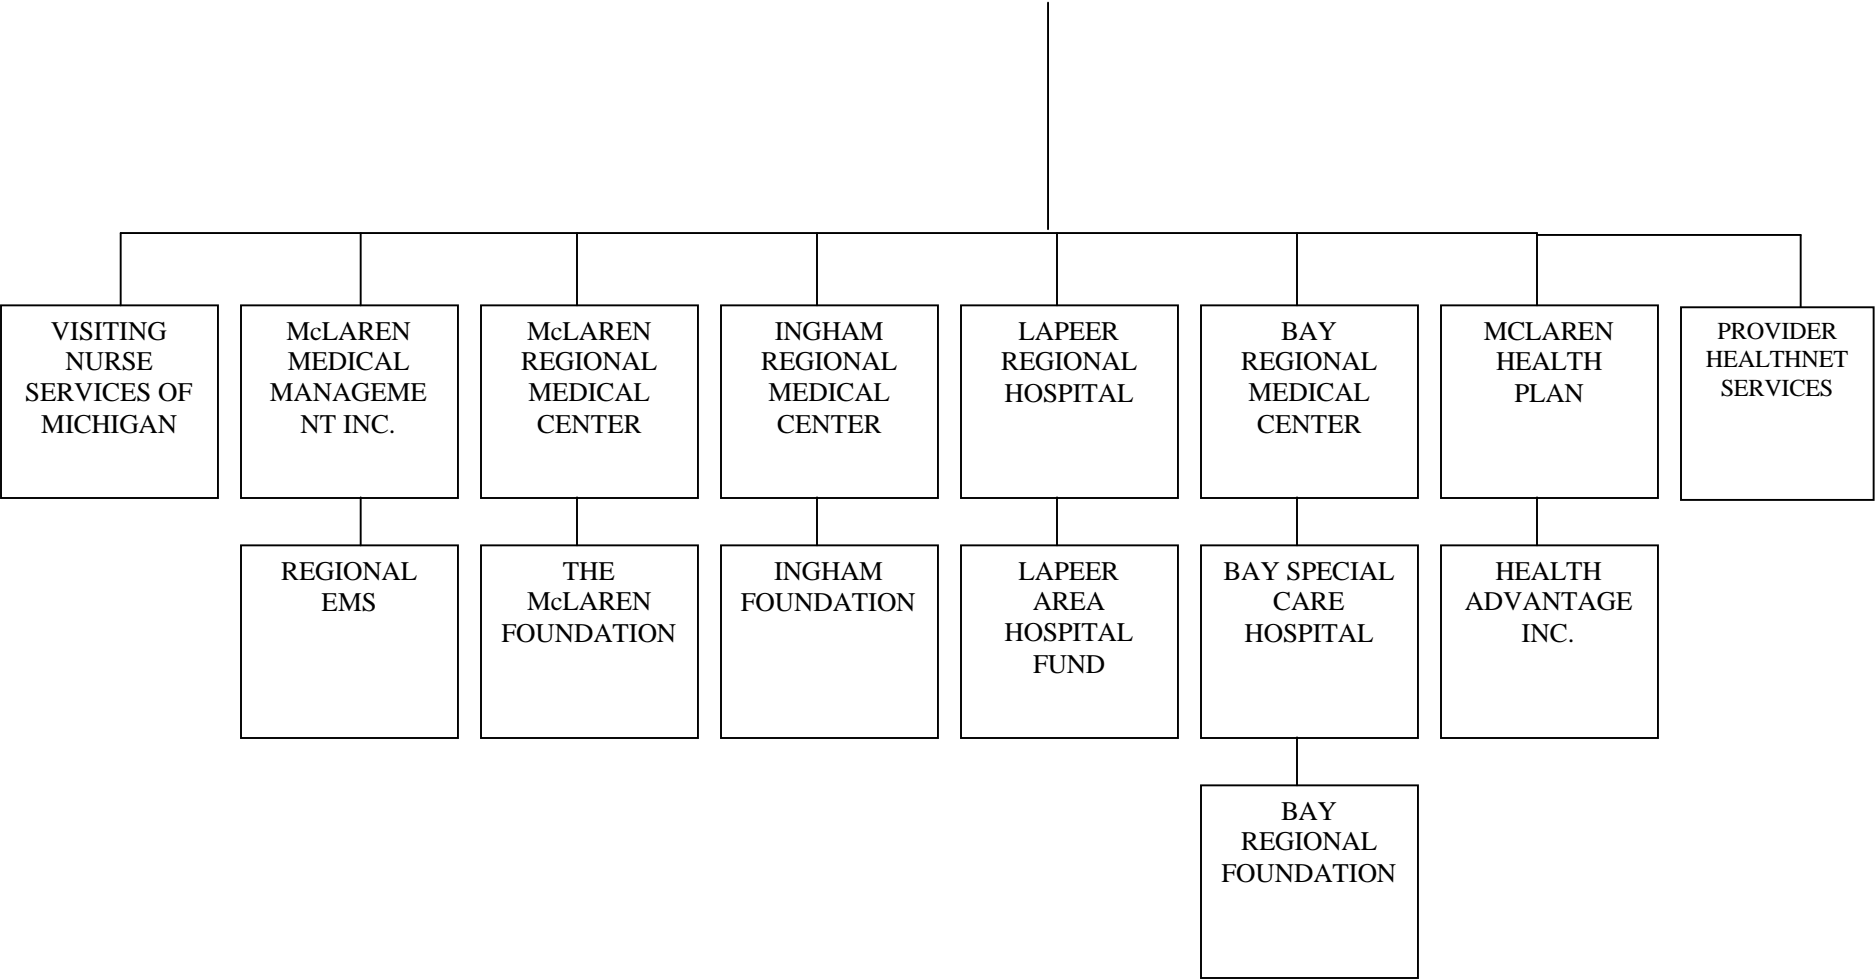 VISITING
NURSE
SERVICES OF
MICHIGAN
McLAREN
MEDICAL
MANAGEME
NT INC.
McLAREN
REGIONAL
MEDICAL
CENTER
INGHAM
REGIONAL
MEDICAL
CENTER
LAPEER
REGIONAL
HOSPITAL
BAY
REGIONAL
MEDICAL
CENTER
MCLAREN
HEALTH
PLAN
PROVIDER
HEALTHNET
SERVICES
REGIONAL
EMS
THE
McLAREN
FOUNDATION
INGHAM
FOUNDATION
LAPEER
AREA
HOSPITAL
FUND
BAY SPECIAL
CARE
HOSPITAL
HEALTH
ADVANTAGE
INC.
BAY
REGIONAL
FOUNDATION